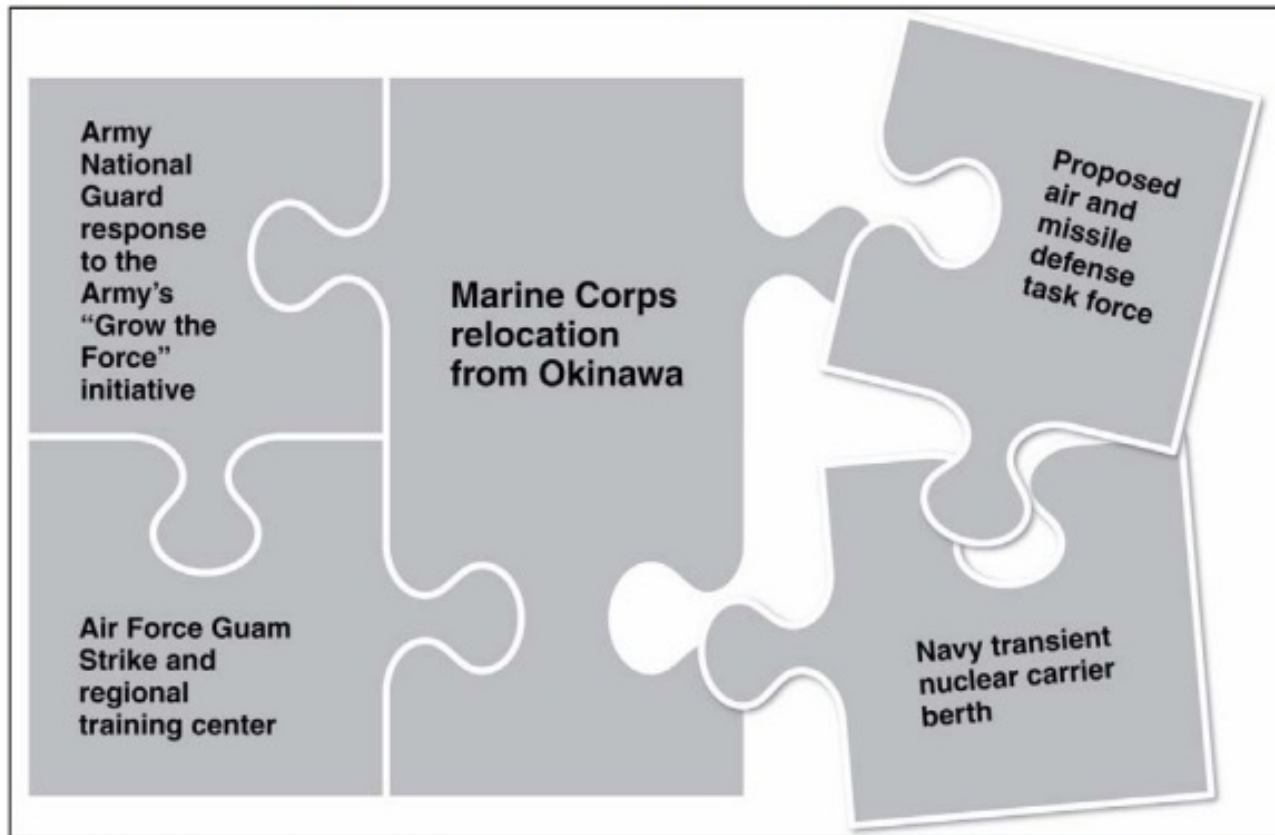 Army
National
Guard
response
to the
Army's
“Grow the
Force”
initiative
Marine Corps
relocation
from Okinawa
Proposed
air and
missile
defense
task force
Air Force Guam
Strike and
regional
training center
Navy transient
nuclear carrier
berth